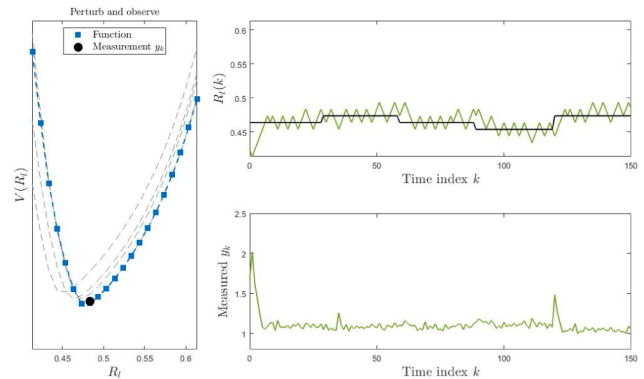 Perturb and observe
Function
Measurement y_k
V(R_l)
0.45
0.5
0.55
0.6
R_l
0.6
0.55
0.5
0.45
R_l(k)
0
50
100
150
Time index k
2.5
2
1.5
1
Measured y_k
0
50
100
150
Time index k